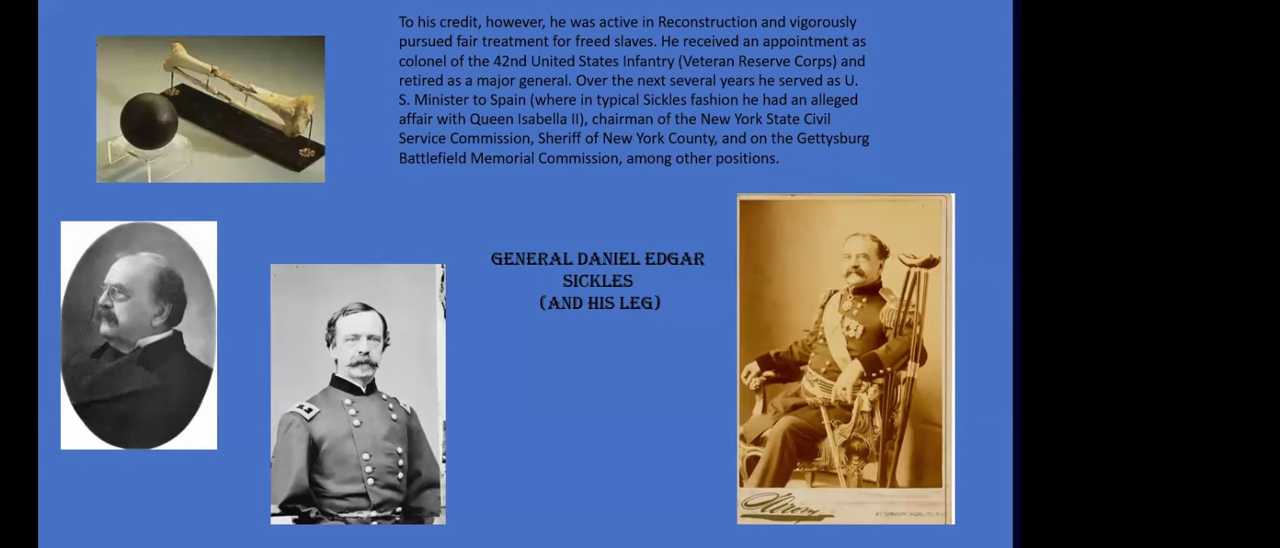 To his credit, however, he was active in Reconstruction and vigorously
pursued fair treatment for freed slaves. He received an appointment as
colonel of the 42nd United States Infantry (Veteran Reserve Corps) and
retired as a major general. Over the next several years he served as U.
S. Minister to Spain (where in typical Sickles fashion he had an alleged
affair with Queen Isabella II), chairman of the New York State Civil
Service Commission, Sheriff of New York County, and on the Gettysburg
Battlefield Memorial Commission, among other positions.
GENERAL DANIEL EDGAR
SICKLES
(AND HIS LEG)